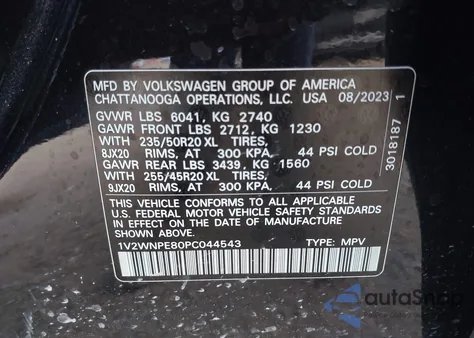 MFD BY VOLKSWAGEN GROUP OF AMERICA
CHATTANOOGA OPERATIONS, LLC. USA 08/2023
GVWR LBS 6041, KG 2740
GAWR FRONT LBS 2712, KG 1230
WITH 235/50R20 XL TIRES,
8JX20 RIMS, AT 300 KPA, 44 PSI COLD
GAWR REAR LBS 3439, KG 1560
WITH 255/45R20 XL TIRES,
9JX20 RIMS, AT 300 KPA, 44 PSI COLD
THIS VEHICLE CONFORMS TO ALL APPLICABLE
U.S. FEDERAL MOTOR VEHICLE SAFETY STANDARDS
IN EFFECT ON THE DATE OF MANUFACTURE
SHOWN ABOVE.
1V2WNPE80PC044543 TYPE: MPV
3018187 1
autaSnap